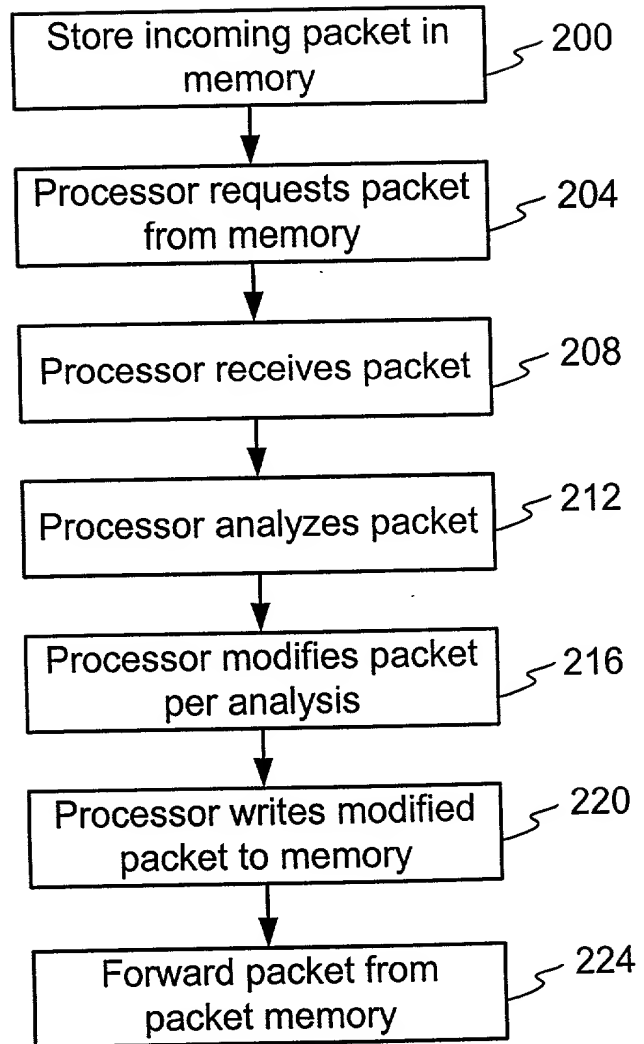 Store incoming packet in
memory
200
Processor requests packet
from memory
204
Processor receives packet
208
Processor analyzes packet
212
Processor modifies packet
per analysis
216
Processor writes modified
packet to memory
220
Forward packet from
packet memory
224